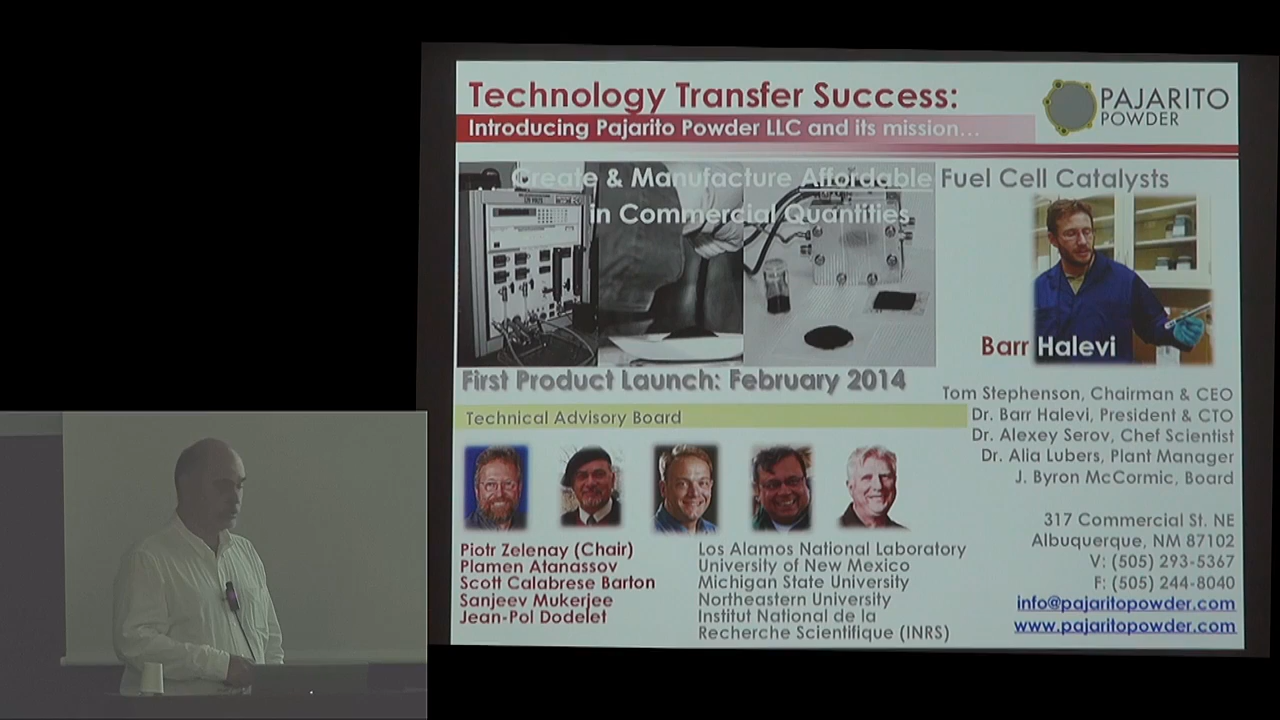 Technology Transfer Success:
Introducing Pajarito Powder LLC and its mission...
PAJARITO
POWDER
Create & Manufacture Affordable Fuel Cell Catalysts
in Commercial Quantities
Barr Halevi
First Product Launch: February 2014
Tom Stephenson, Chairman & CEO
Dr. Barr Halevi, President & CTO
Dr. Alexey Serov, Chef Scientist
Dr. Alia Lubers, Plant Manager
J. Byron McCormic, Board
Technical Advisory Board
Piotr Zelenay (Chair) Los Alamos National Laboratory
Plamen Atanassov University of New Mexico
Scott Calabrese Barton Michigan State University
Sanjeev Mukerjee Northeastern University
Jean-Pol Dodelet Institut National de la
Recherche Scientifique (INRS)
317 Commercial St. NE
Albuquerque, NM 87102
V: (505) 293-5367
F: (505) 244-8040
info@pajaritopowder.com
www.pajaritopowder.com